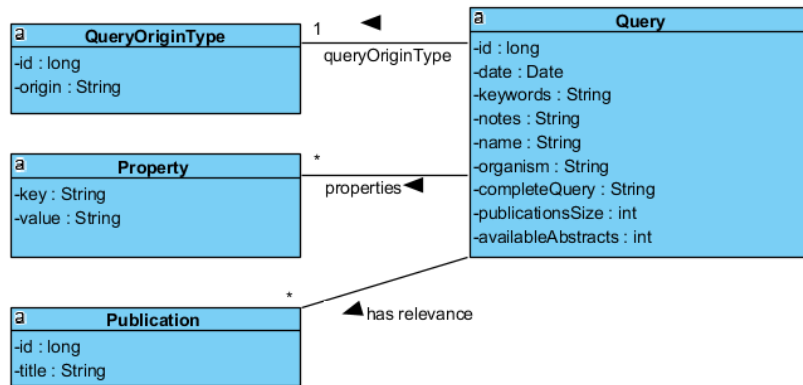 a
QueryOriginType
-id : long
-origin : String
1
queryOriginType
a
Query
-id : long
-date : Date
-keywords : String
-notes : String
-name : String
-organism : String
-completeQuery : String
-publicationsSize : int
-availableAbstracts : int
a
Property
-key : String
-value : String
*
properties
a
Publication
-id : long
-title : String
*
has relevance